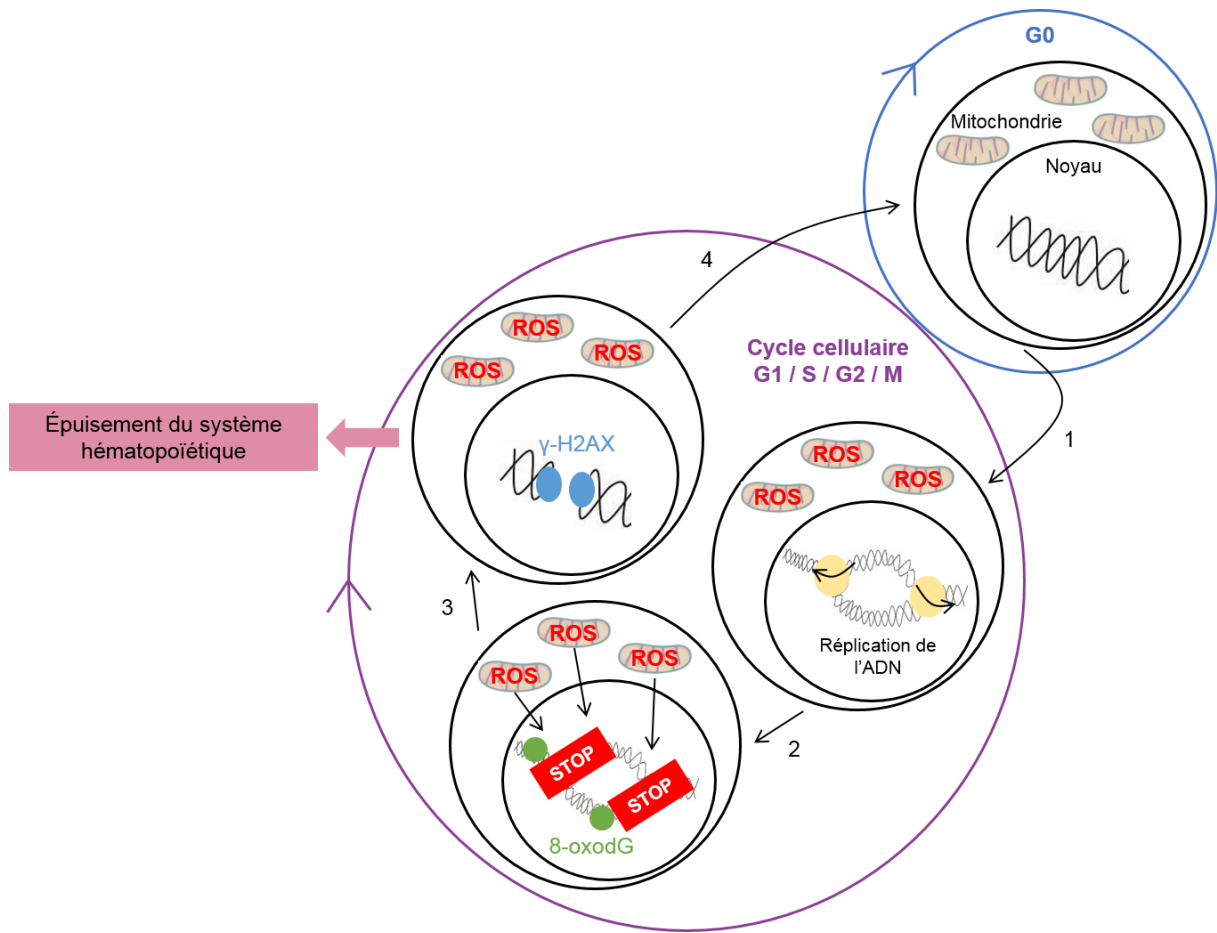 G0
Mitochondrie
Noyau
4
ROS
ROS
ROS
Cycle cellulaire
G1 / S / G2 / M
Épuisement du système
hématopoïétique
γ-H2AX
1
ROS
ROS
ROS
Réplication de
l'ADN
3
ROS
ROS
ROS
2
STOP
STOP
8-oxodG